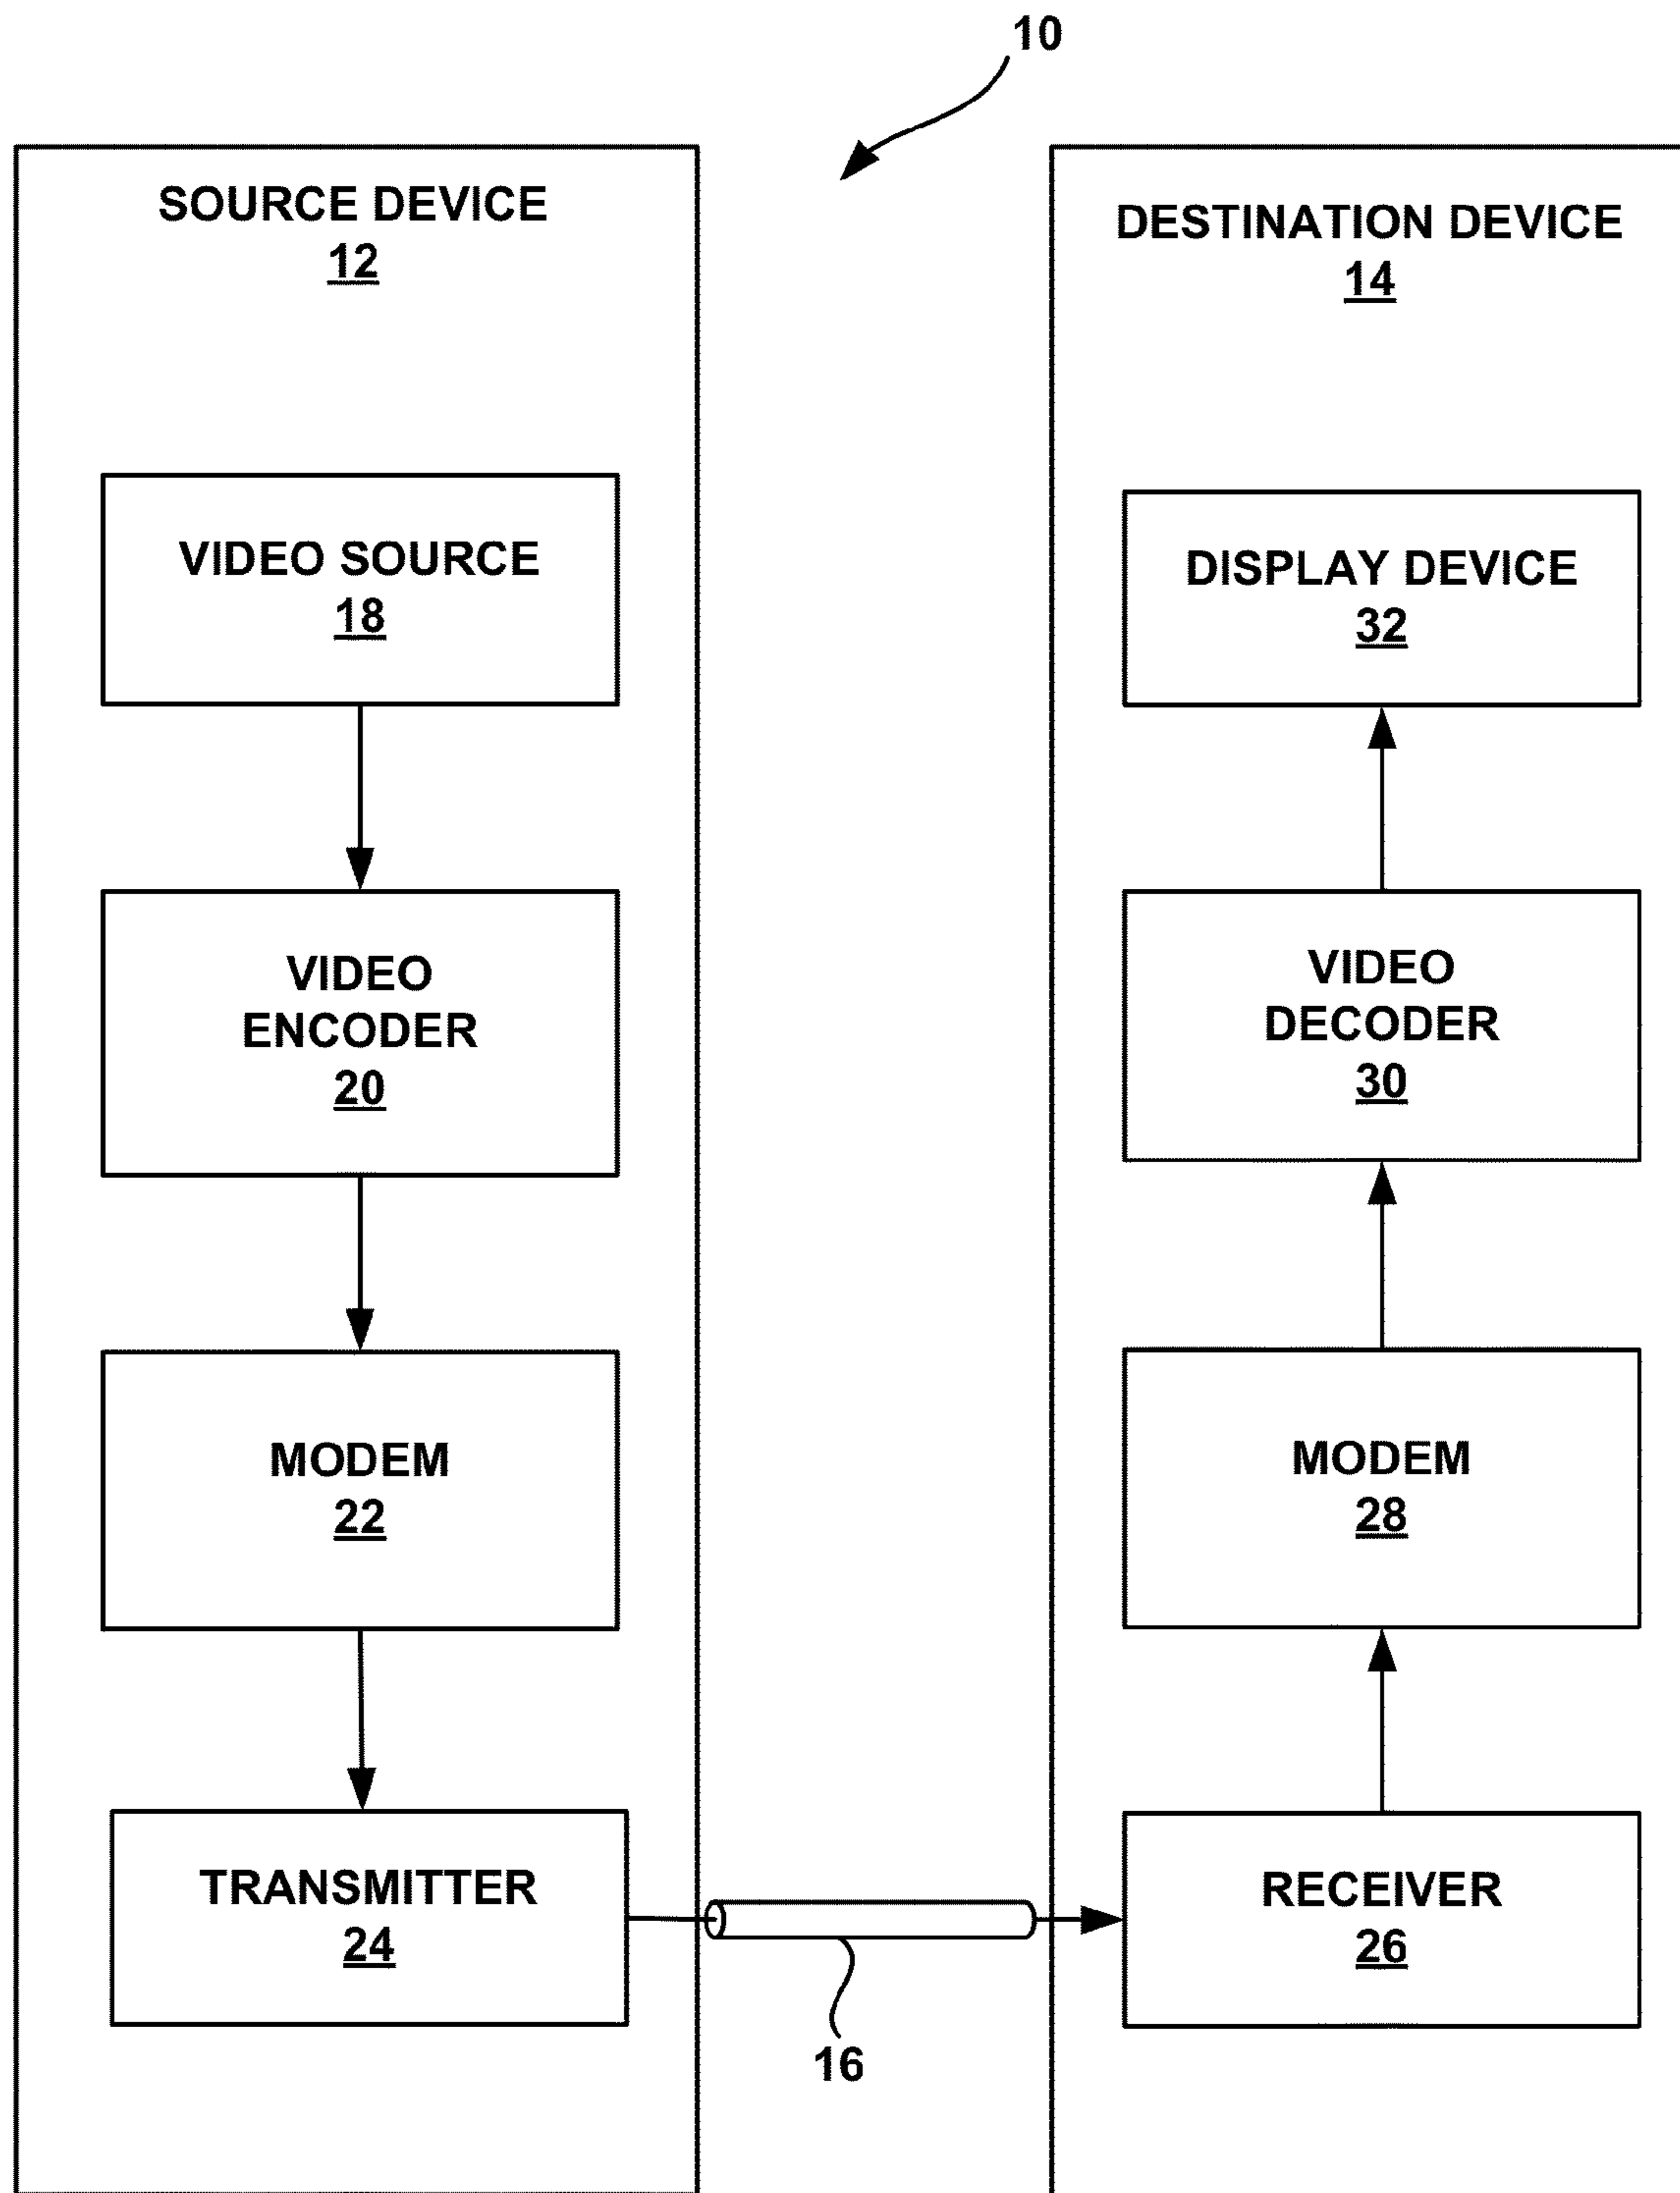 10
SOURCE DEVICE
12
VIDEO SOURCE
18
VIDEO
ENCODER
20
MODEM
22
TRANSMITTER
24
16
DESTINATION DEVICE
14
DISPLAY DEVICE
32
VIDEO
DECODER
30
MODEM
28
RECEIVER
26